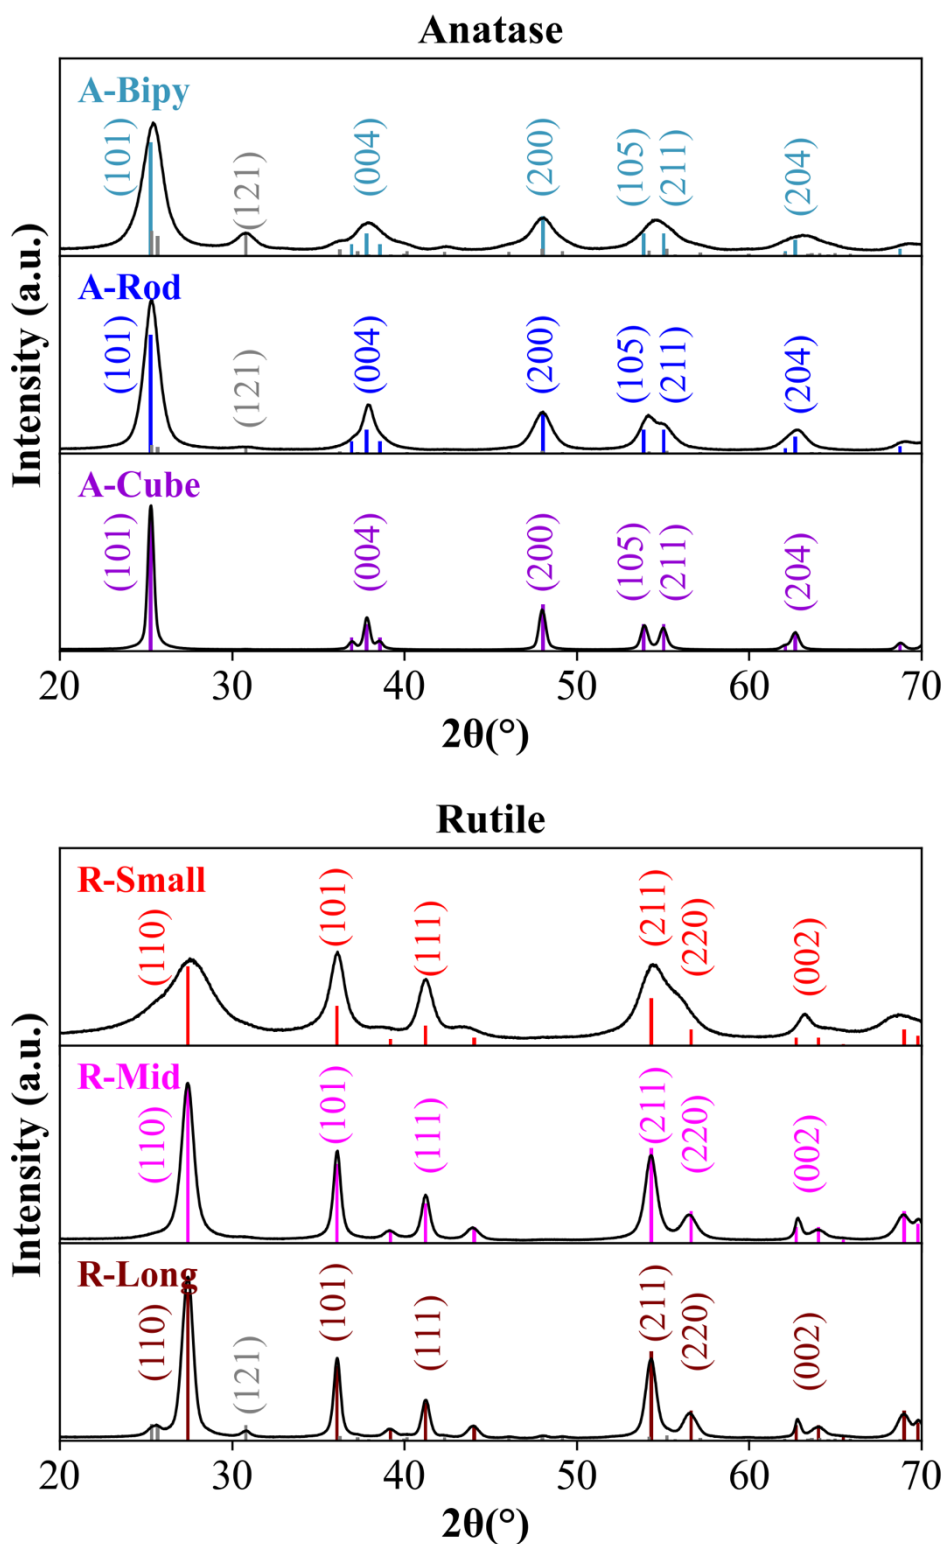 Anatase
Intensity (a.u.)
A-Bipy
(101)
(121)
(004)
(200)
(105)
(211)
(204)
A-Rod
(101)
(121)
(004)
(200)
(105)
(211)
(204)
A-Cube
(101)
(004)
(200)
(105)
(211)
(204)
20 30 40 50 60 70
2θ(°)
Rutile
Intensity (a.u.)
R-Small
(110)
(101)
(111)
(211)
(220)
(002)
R-Mid
(110)
(101)
(111)
(211)
(220)
(002)
R-Long
(110)
(121)
(101)
(111)
(211)
(220)
(002)
20 30 40 50 60 70
2θ(°)